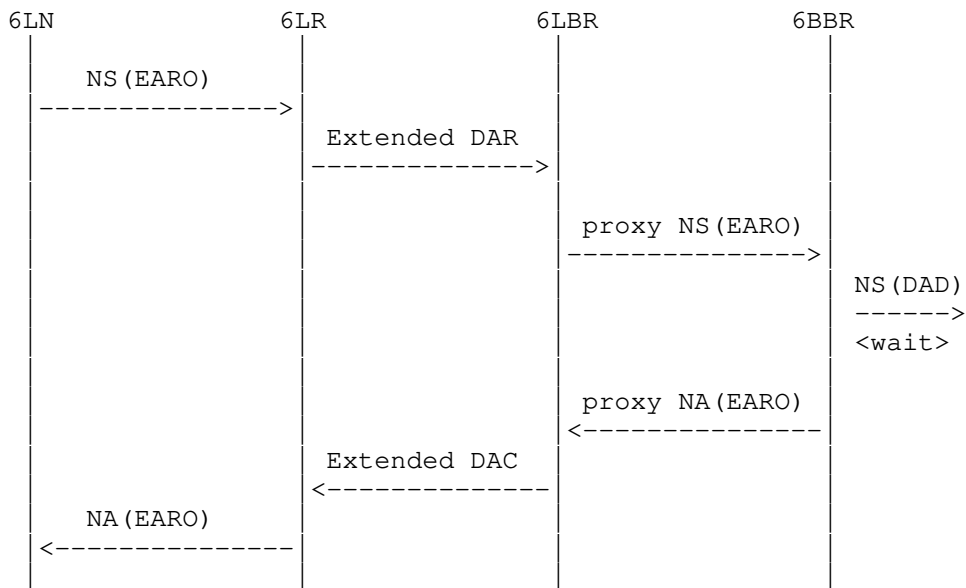 6LN 6LR 6LBR 6BBR
NS(EARO)
Extended DAR
proxy NS(EARO)
NS(DAD)
<wait>
proxy NA(EARO)
Extended DAC
NA(EARO)